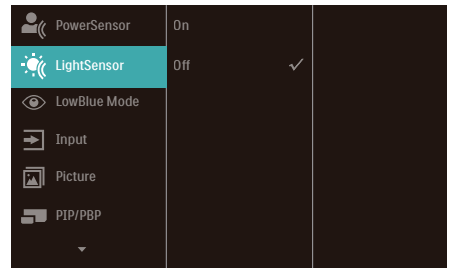 PowerSensor
On
LightSensor
Off
LowBlue Mode
Input
Picture
PIP/PBP